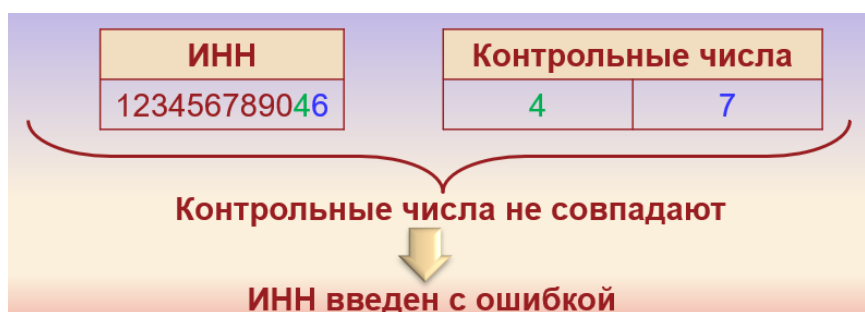 ИНН
Контрольные числа
123456789046
4
7
Контрольные числа не совпадают
ИНН введен с ошибкой